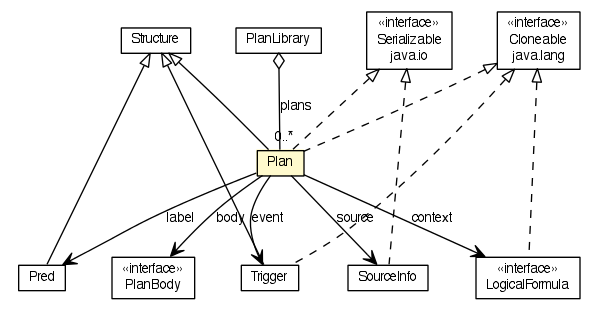 Structure
PlanLibrary
«interface»
Serializable
java.io
«interface»
Cloneable
java.lang
plans
0..*
Plan
label
body
event
source
context
Pred
«interface»
PlanBody
Trigger
SourceInfo
«interface»
LogicalFormula